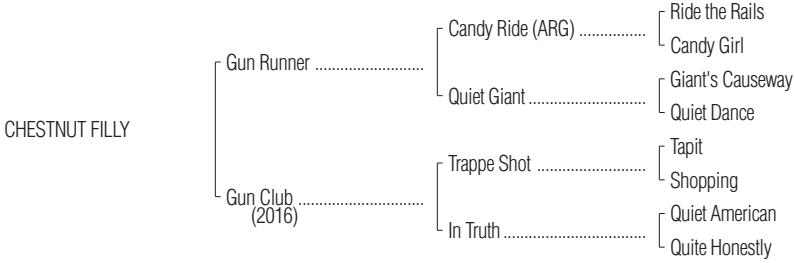 Ride the Rails
Candy Ride (ARG) ................
Candy Girl
Gun Runner ..........................
Giant's Causeway
Quiet Giant ............................
Quiet Dance
CHESTNUT FILLY
Tapit
Trappe Shot ..........................
Shopping
Gun Club ..............................
(2016)
Quiet American
In Truth ..................................
Quite Honestly